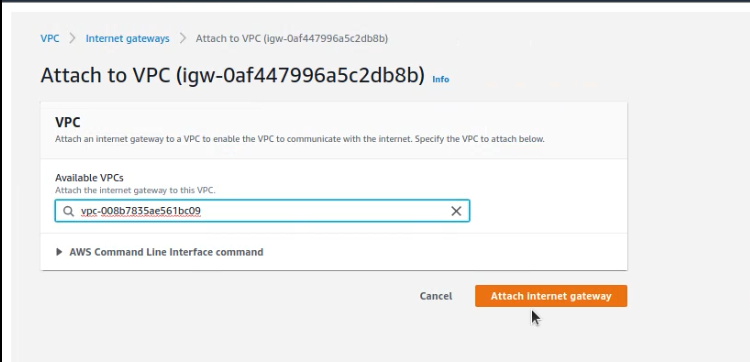 VPC > Internet gateways > Attach to VPC (igw-0af447996a5c2db8b)
Attach to VPC (igw-0af447996a5c2db8b) Info
VPC
Attach an internet gateway to a VPC to enable the VPC to communicate with the internet. Specify the VPC to attach below.
Available VPCs
Attach the internet gateway to this VPC.
vpc-008b7835ae561bc09
AWS Command Line Interface command
Cancel Attach internet gateway